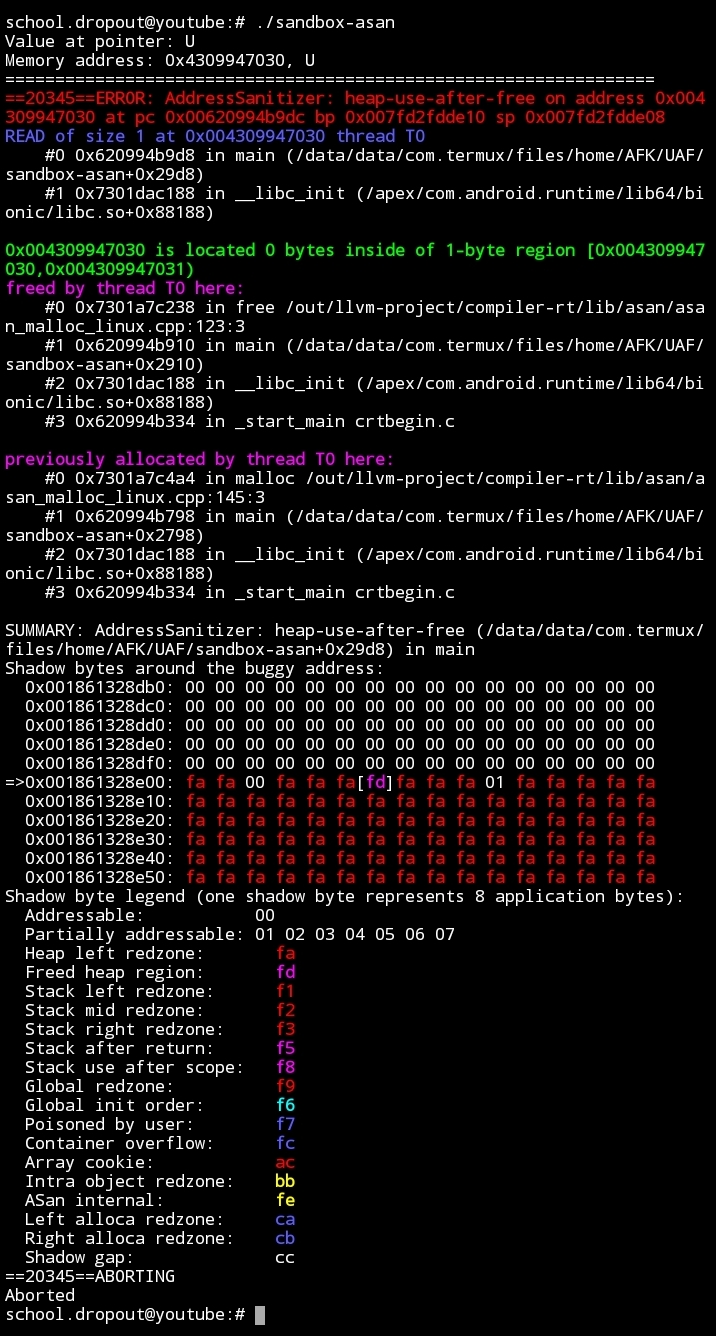 school.dropout@youtube:# ./sandbox-asan
Value at pointer: U
Memory address: 0x4309947030, U
=================================================================
==20345==ERROR: AddressSanitizer: heap-use-after-free on address 0x004
309947030 at pc 0x00620994b9dc bp 0x007fd2fdde10 sp 0x007fd2fdde08
READ of size 1 at 0x004309947030 thread T0
    #0 0x620994b9d8 in main (/data/data/com.termux/files/home/AFK/UAF/
sandbox-asan+0x29d8)
    #1 0x7301dac188 in __libc_init (/apex/com.android.runtime/lib64/bi
onic/libc.so+0x88188)

0x004309947030 is located 0 bytes inside of 1-byte region [0x004309947
030,0x004309947031)
freed by thread T0 here:
    #0 0x7301a7c238 in free /out/llvm-project/compiler-rt/lib/asan/asa
n_malloc_linux.cpp:123:3
    #1 0x620994b910 in main (/data/data/com.termux/files/home/AFK/UAF/
sandbox-asan+0x2910)
    #2 0x7301dac188 in __libc_init (/apex/com.android.runtime/lib64/bi
onic/libc.so+0x88188)
    #3 0x620994b334 in _start_main crtbegin.c

previously allocated by thread T0 here:
    #0 0x7301a7c4a4 in malloc /out/llvm-project/compiler-rt/lib/asan/a
san_malloc_linux.cpp:145:3
    #1 0x620994b798 in main (/data/data/com.termux/files/home/AFK/UAF/
sandbox-asan+0x2798)
    #2 0x7301dac188 in __libc_init (/apex/com.android.runtime/lib64/bi
onic/libc.so+0x88188)
    #3 0x620994b334 in _start_main crtbegin.c

SUMMARY: AddressSanitizer: heap-use-after-free (/data/data/com.termux/
files/home/AFK/UAF/sandbox-asan+0x29d8) in main
Shadow bytes around the buggy address:
  0x001861328db0: 00 00 00 00 00 00 00 00 00 00 00 00 00 00 00 00
  0x001861328dc0: 00 00 00 00 00 00 00 00 00 00 00 00 00 00 00 00
  0x001861328dd0: 00 00 00 00 00 00 00 00 00 00 00 00 00 00 00 00
  0x001861328de0: 00 00 00 00 00 00 00 00 00 00 00 00 00 00 00 00
  0x001861328df0: 00 00 00 00 00 00 00 00 00 00 00 00 00 00 00 00
=>0x001861328e00: fa fa 00 fa fa fa[fd]fa fa fa 01 fa fa fa fa fa
  0x001861328e10: fa fa fa fa fa fa fa fa fa fa fa fa fa fa fa fa
  0x001861328e20: fa fa fa fa fa fa fa fa fa fa fa fa fa fa fa fa
  0x001861328e30: fa fa fa fa fa fa fa fa fa fa fa fa fa fa fa fa
  0x001861328e40: fa fa fa fa fa fa fa fa fa fa fa fa fa fa fa fa
  0x001861328e50: fa fa fa fa fa fa fa fa fa fa fa fa fa fa fa fa
Shadow byte legend (one shadow byte represents 8 application bytes):
  Addressable:           00
  Partially addressable: 01 02 03 04 05 06 07
  Heap left redzone:       fa
  Freed heap region:       fd
  Stack left redzone:      f1
  Stack mid redzone:       f2
  Stack right redzone:     f3
  Stack after return:      f5
  Stack use after scope:   f8
  Global redzone:          f9
  Global init order:       f6
  Poisoned by user:        f7
  Container overflow:      fc
  Array cookie:            ac
  Intra object redzone:    bb
  ASan internal:           fe
  Left alloca redzone:     ca
  Right alloca redzone:    cb
  Shadow gap:              cc
==20345==ABORTING
Aborted
school.dropout@youtube:#